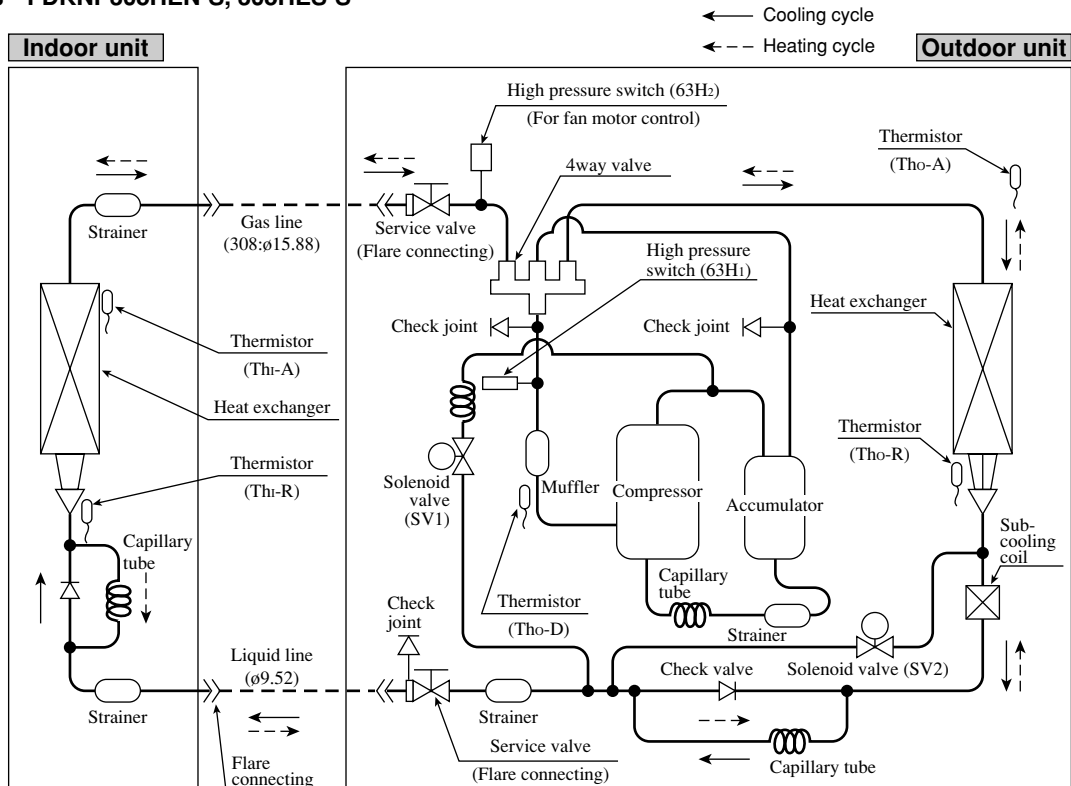 Cooling cycle
Heating cycle
Indoor unit
Outdoor unit
High pressure switch (63H2)
(For fan motor control)
Thermistor
(ThO-A)
4way valve
Strainer
Gas line
(308:ø15.88)
Service valve
(Flare connecting)
High pressure
switch (63H1)
Check joint
Check joint
Heat exchanger
Thermistor
(ThI-A)
Heat exchanger
Thermistor
(ThI-R)
Thermistor
(ThO-R)
Solenoid
valve
(SV1)
Muffler
Compressor
Accumulator
Sub-
cooling
coil
Capillary
tube
Capillary
tube
Check
joint
Thermistor
(ThO-D)
Strainer
Liquid line
(ø9.52)
Check valve
Solenoid valve (SV2)
Strainer
Strainer
Service valve
(Flare connecting)
Capillary tube
Flare
connecting